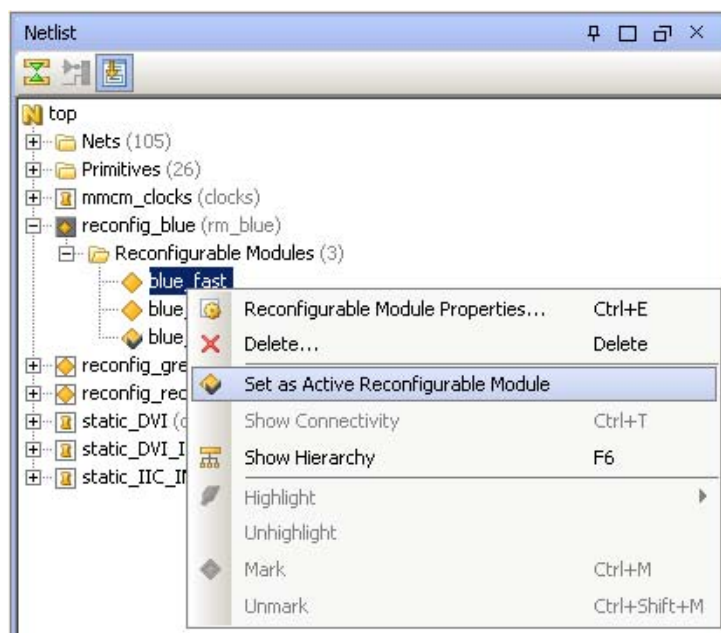 Netlist
top
Nets (105)
Primitives (26)
mmcm_clocks (clocks)
reconfig_blue (rm_blue)
Reconfigurable Modules (3)
blue_fast
blue_
blue_
reconfig_gre
reconfig_rec
static_DVI (
static_DVI_I
static_IIC_I
Reconfigurable Module Properties... Ctrl+E
Delete... Delete
Set as Active Reconfigurable Module
Show Connectivity Ctrl+T
Show Hierarchy F6
Highlight
Unhighlight
Mark Ctrl+M
Unmark Ctrl+Shift+M